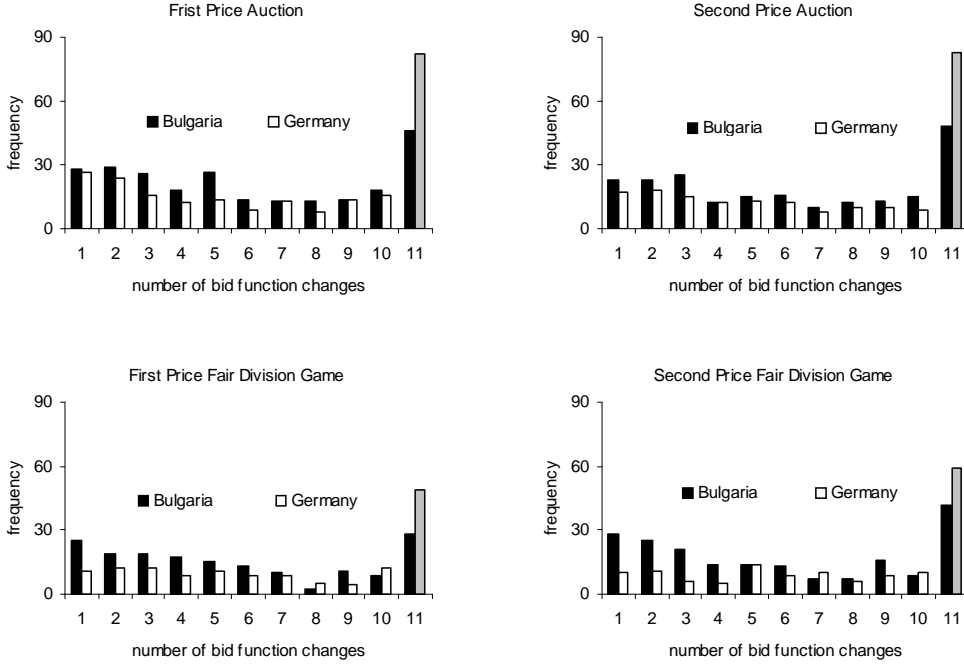 Frist Price Auction
90
60
30
0
frequency
Bulgaria Germany
1 2 3 4 5 6 7 8 9 10 11
number of bid function changes
Second Price Auction
90
60
30
0
frequency
Bulgaria Germany
1 2 3 4 5 6 7 8 9 10 11
number of bid function changes
First Price Fair Division Game
90
60
30
0
frequency
Bulgaria Germany
1 2 3 4 5 6 7 8 9 10 11
number of bid function changes
Second Price Fair Division Game
90
60
30
0
frequency
Bulgaria Germany
1 2 3 4 5 6 7 8 9 10 11
number of bid function changes